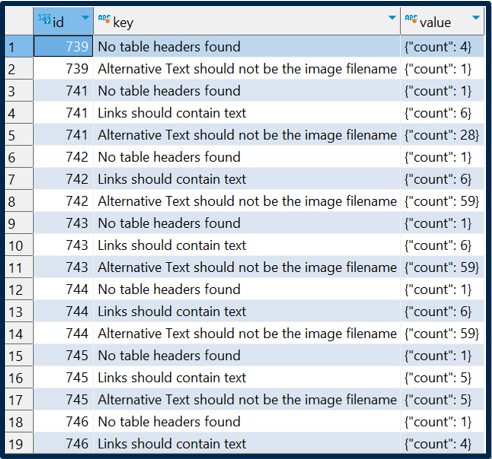 123 id ABC key ABC value
1 739 No table headers found {"count": 4}
2 739 Alternative Text should not be the image filename {"count": 1}
3 741 No table headers found {"count": 1}
4 741 Links should contain text {"count": 6}
5 741 Alternative Text should not be the image filename {"count": 28}
6 742 No table headers found {"count": 1}
7 742 Links should contain text {"count": 6}
8 742 Alternative Text should not be the image filename {"count": 59}
9 743 No table headers found {"count": 1}
10 743 Links should contain text {"count": 6}
11 743 Alternative Text should not be the image filename {"count": 59}
12 744 No table headers found {"count": 1}
13 744 Links should contain text {"count": 6}
14 744 Alternative Text should not be the image filename {"count": 59}
15 745 No table headers found {"count": 1}
16 745 Links should contain text {"count": 5}
17 745 Alternative Text should not be the image filename {"count": 5}
18 746 No table headers found {"count": 1}
19 746 Links should contain text {"count": 4}